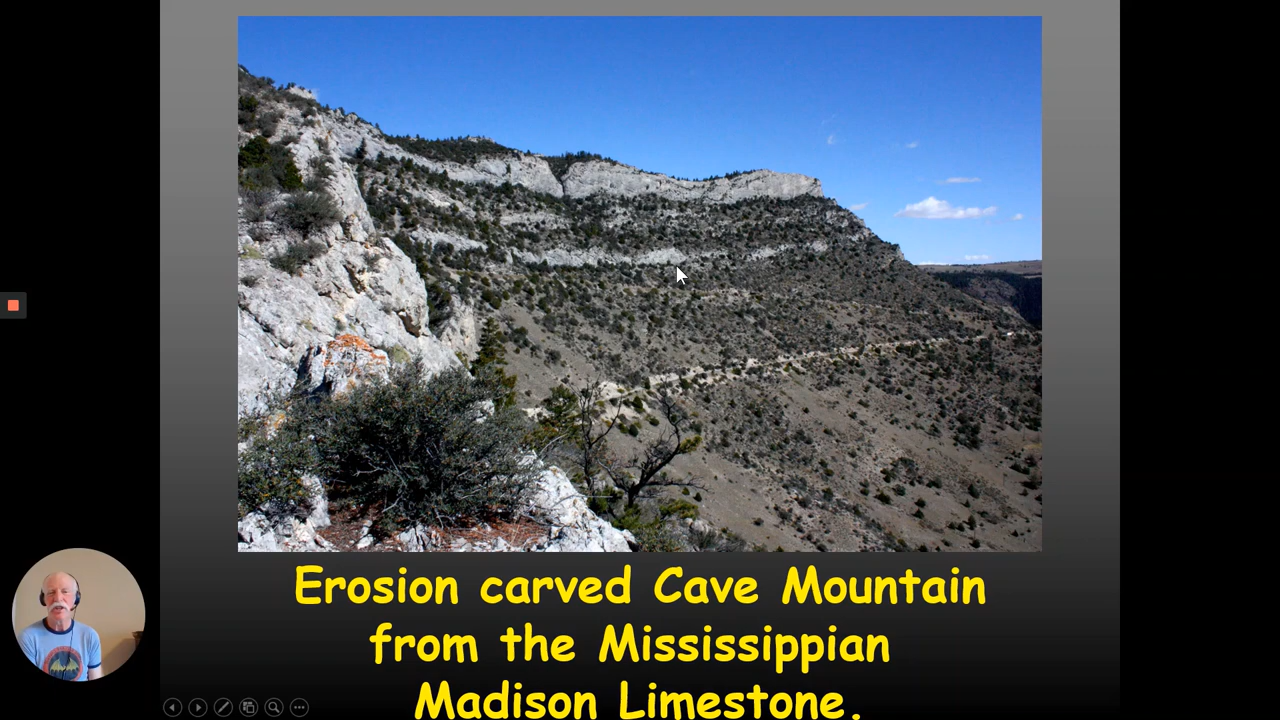 Erosion carved Cave Mountain
from the Mississippian
Madison Limestone.